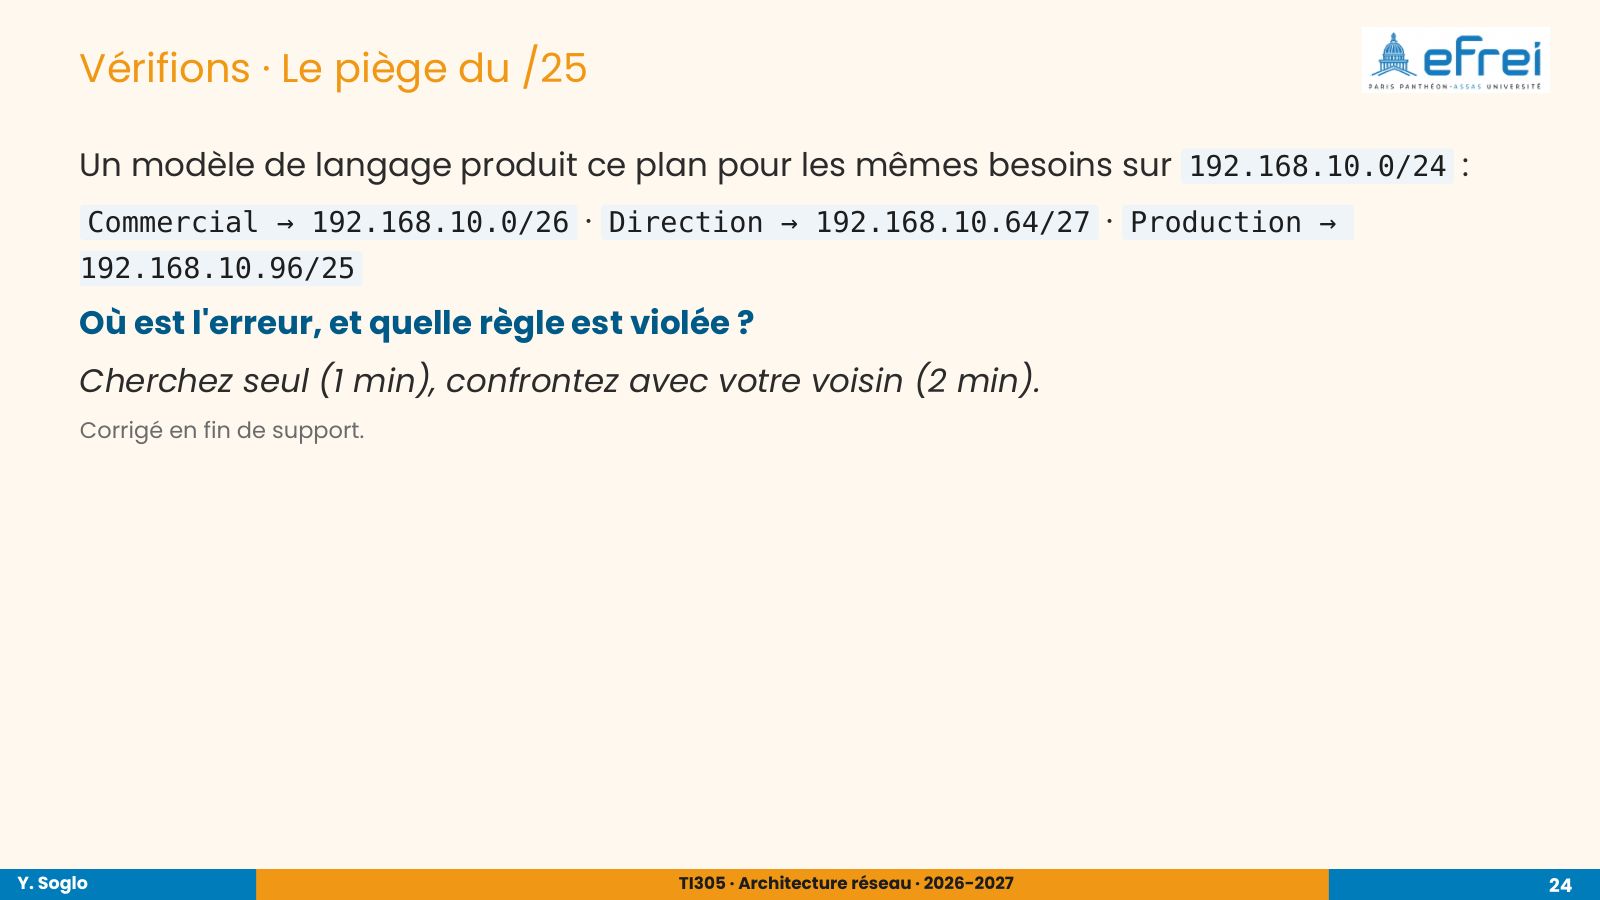 Vérifions · Le piège du /25
efrei
PARIS PANTHÉON-ASSAS UNIVERSITÉ
Un modèle de langage produit ce plan pour les mêmes besoins sur 192.168.10.0/24 :
Commercial → 192.168.10.0/26 · Direction → 192.168.10.64/27 · Production →
192.168.10.96/25
Où est l'erreur, et quelle règle est violée ?
Cherchez seul (1 min), confrontez avec votre voisin (2 min).
Corrigé en fin de support.
Y. Soglo
TI305 · Architecture réseau · 2026-2027
24